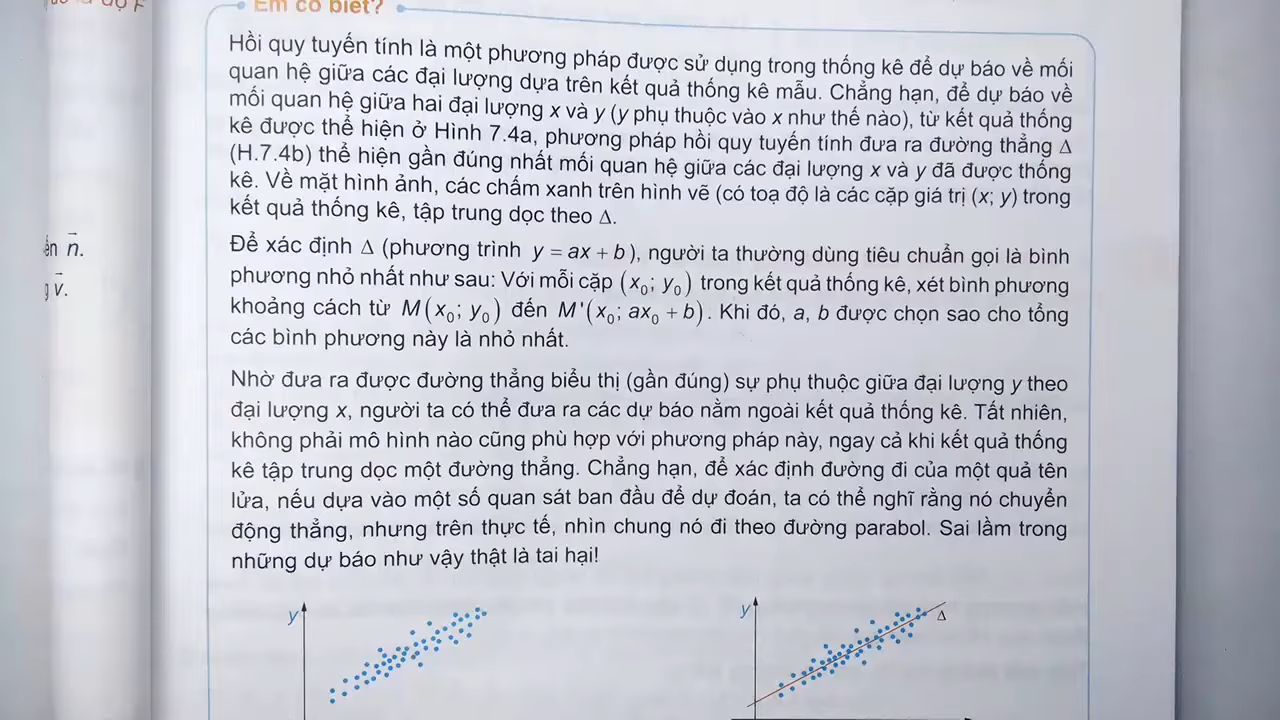 Em có biết?
Hồi quy tuyến tính là một phương pháp được sử dụng trong thống kê để dự báo về mối
quan hệ giữa các đại lượng dựa trên kết quả thống kê mẫu. Chẳng hạn, để dự báo về
mối quan hệ giữa hai đại lượng x và y (y phụ thuộc vào x như thế nào), từ kết quả thống
kê được thể hiện ở Hình 7.4a, phương pháp hồi quy tuyến tính đưa ra đường thẳng Δ
(H.7.4b) thể hiện gần đúng nhất mối quan hệ giữa các đại lượng x và y đã được thống
kê. Về mặt hình ảnh, các chấm xanh trên hình vẽ (có toạ độ là các cặp giá trị (x; y) trong
kết quả thống kê, tập trung dọc theo Δ.
Để xác định Δ (phương trình y = ax + b), người ta thường dùng tiêu chuẩn gọi là bình
phương nhỏ nhất như sau: Với mỗi cặp (x₀; y₀) trong kết quả thống kê, xét bình phương
khoảng cách từ M(x₀; y₀) đến M'(x₀; ax₀ + b). Khi đó, a, b được chọn sao cho tổng
các bình phương này là nhỏ nhất.
Nhờ đưa ra được đường thẳng biểu thị (gần đúng) sự phụ thuộc giữa đại lượng y theo
đại lượng x, người ta có thể đưa ra các dự báo nằm ngoài kết quả thống kê. Tất nhiên,
không phải mô hình nào cũng phù hợp với phương pháp này, ngay cả khi kết quả thống
kê tập trung dọc một đường thẳng. Chẳng hạn, để xác định đường đi của một quả tên
lửa, nếu dựa vào một số quan sát ban đầu để dự đoán, ta có thể nghĩ rằng nó chuyển
động thẳng, nhưng trên thực tế, nhìn chung nó đi theo đường parabol. Sai lầm trong
những dự báo như vậy thật là tai hại!
n⃗.
v⃗.
y
y
Δ